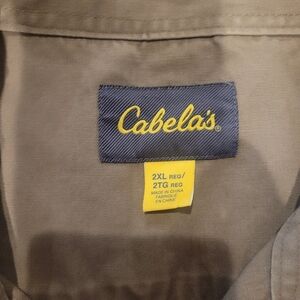 Cabela's®
2XL REG/
2TG REG
MADE IN CHINA
FABRIQUÉ
EN CHINE